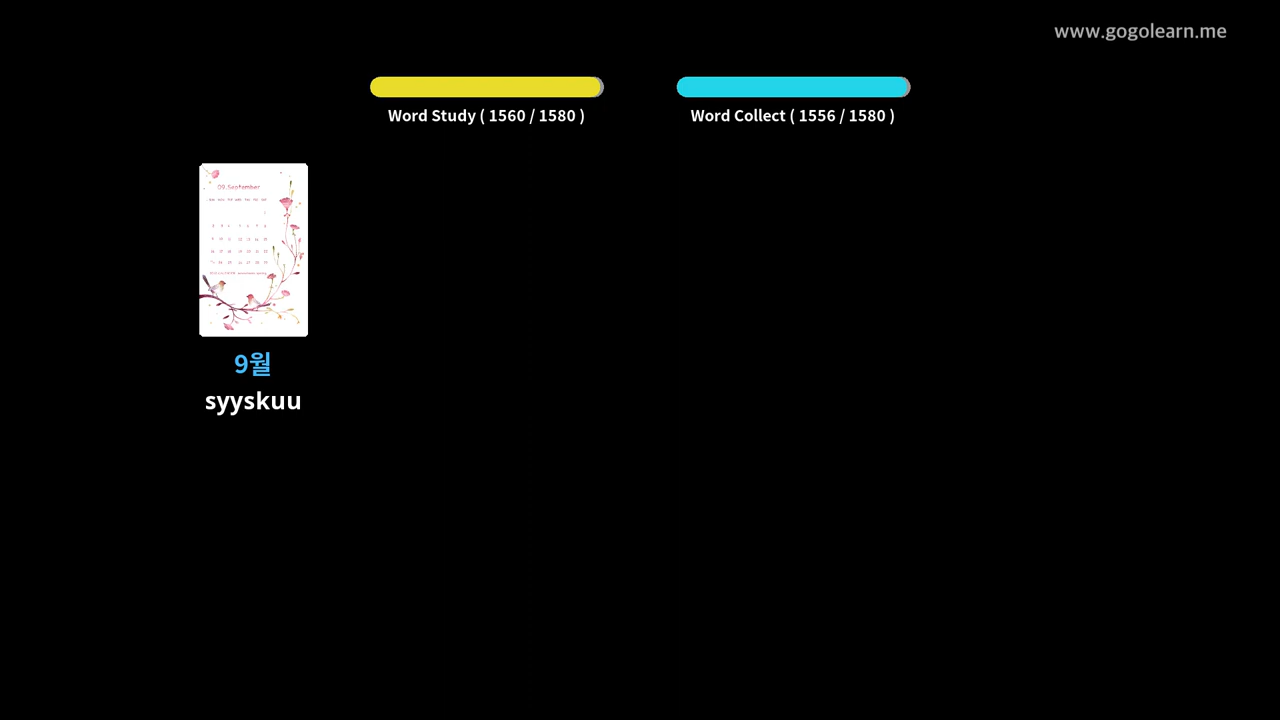 www.gogolearn.me
Word Study ( 1560 / 1580 )
Word Collect ( 1556 / 1580 )
09.September
9월
syyskuu